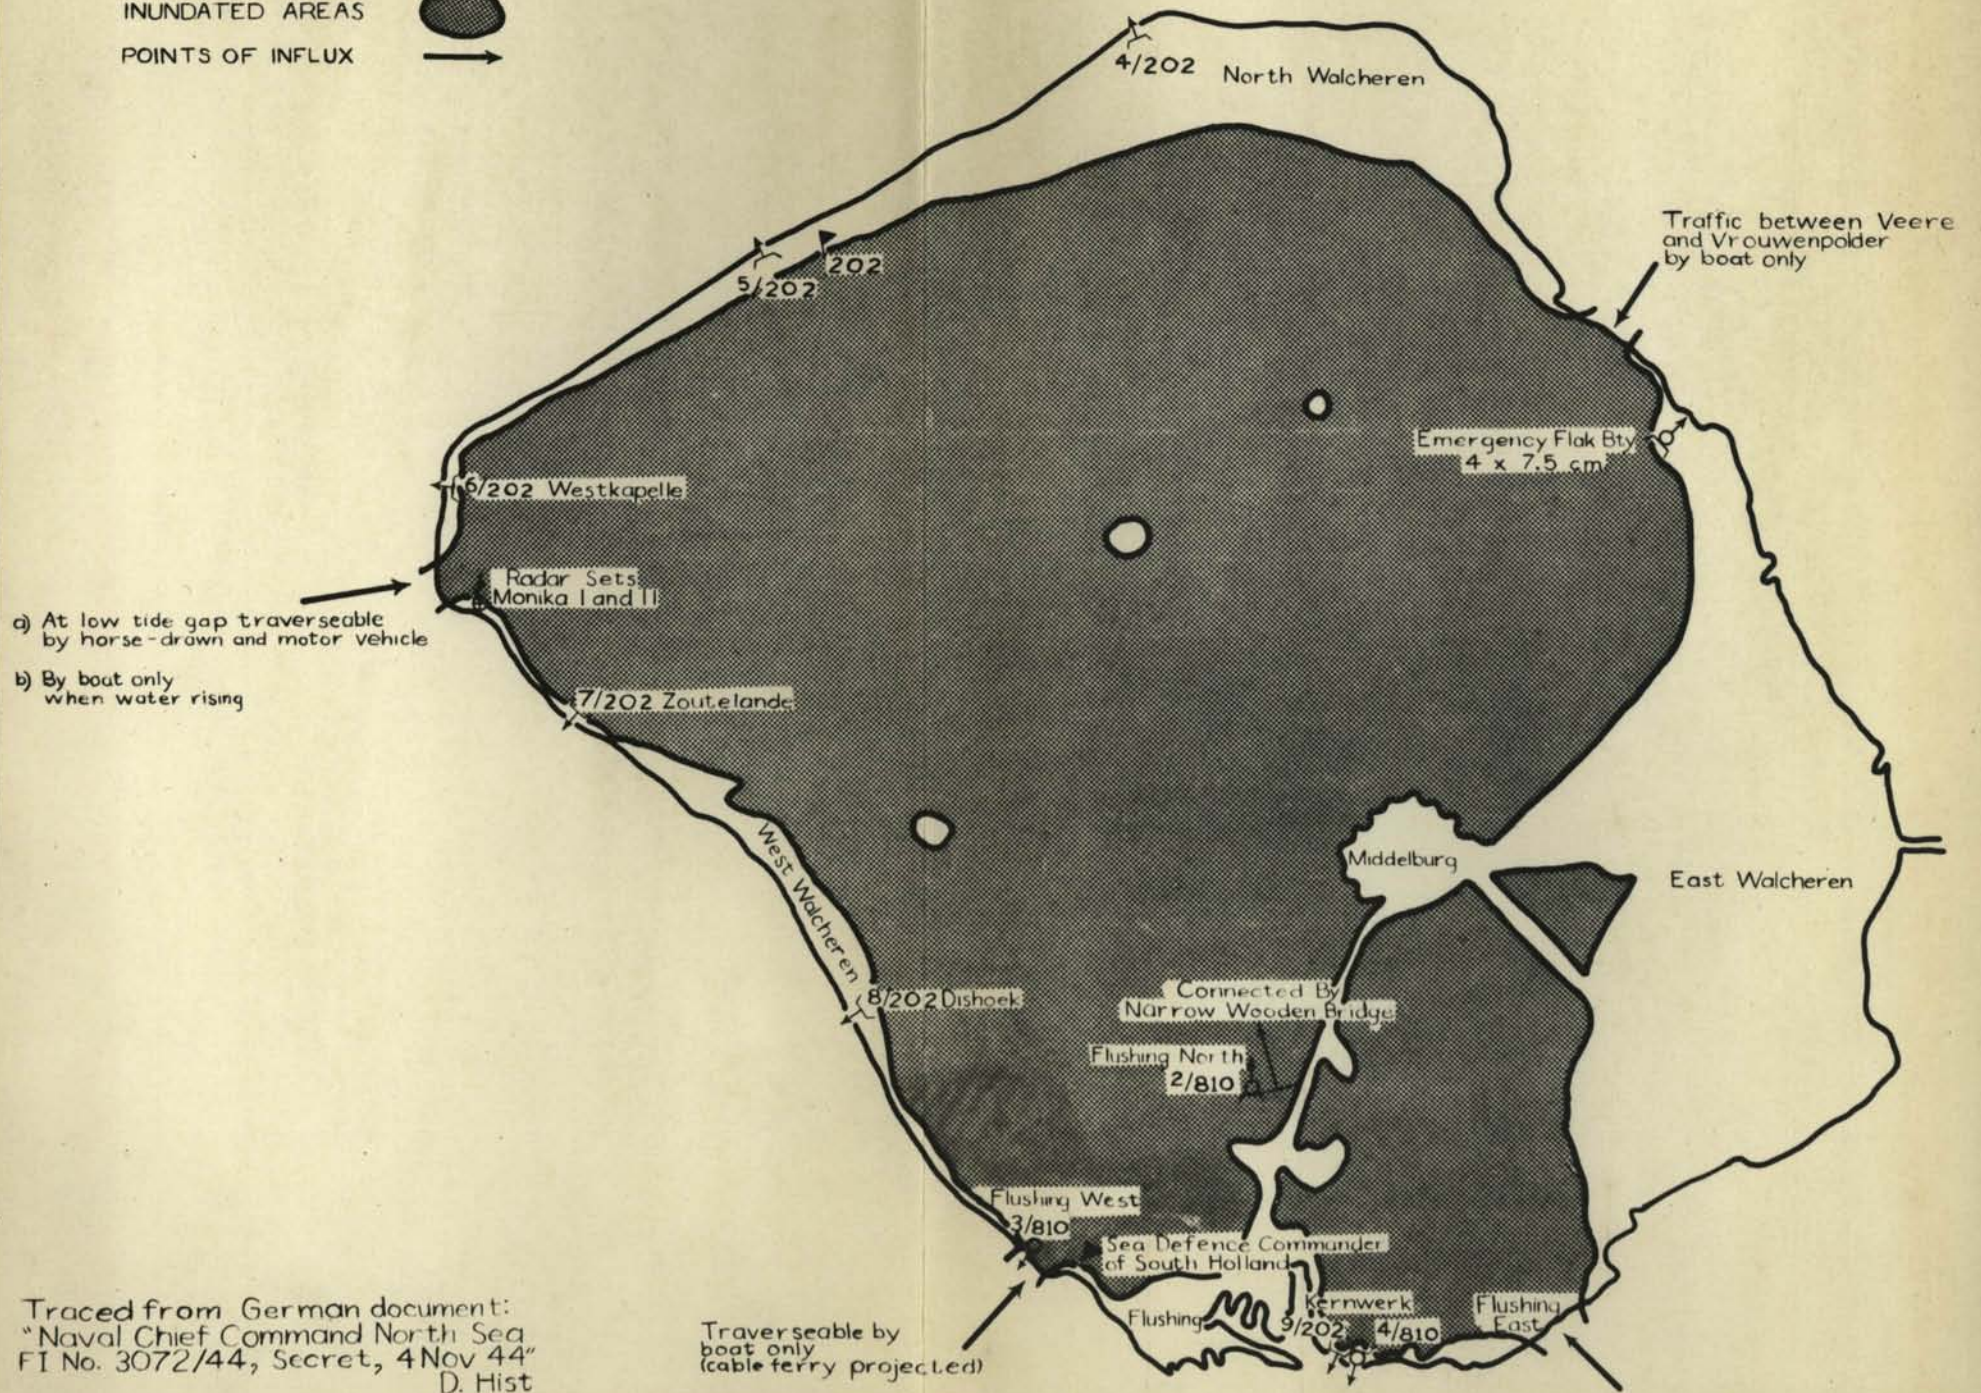 INUNDATED AREAS
POINTS OF INFLUX
4/202
North Walcheren
Traffic between Veere
and Vrouwenpolder
by boat only
202
5/202
Emergency Flak Bty
4 x 7.5 cm
6/202 Westkapelle
Radar Sets
Monika I and II
a) At low tide gap traverseable
by horse-drawn and motor vehicle
b) By boat only
when water rising
7/202 Zoutelande
West Walcheren
Middelburg
East Walcheren
8/202 Dishoek
Connected By
Narrow Wooden Bridge
Flushing North
2/810
Flushing West
3/810
Sea Defence Commander
of South Holland
Flushing
Kernwerk
9/202
4/810
Flushing
East
Traverseable by
boat only
(cable ferry projected)
Traced from German document:
"Naval Chief Command North Sea
FI No. 3072/44, Secret, 4 Nov 44"
D. Hist